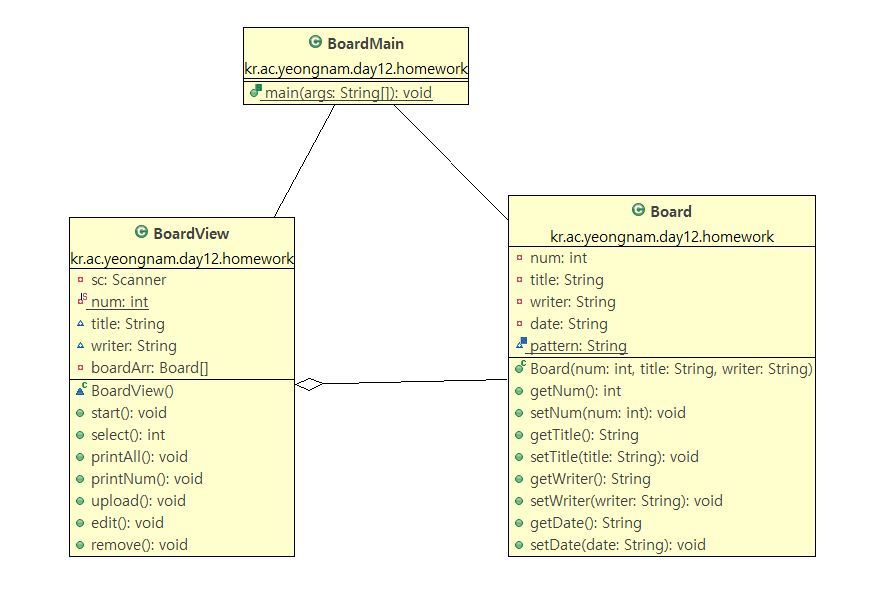 BoardMain
kr.ac.yeongnam.day12.homework
main(args: String[]): void
BoardView
kr.ac.yeongnam.day12.homework
sc: Scanner
num: int
title: String
writer: String
boardArr: Board[]
BoardView()
start(): void
select(): int
printAll(): void
printNum(): void
upload(): void
edit(): void
remove(): void
Board
kr.ac.yeongnam.day12.homework
num: int
title: String
writer: String
date: String
pattern: String
Board(num: int, title: String, writer: String)
getNum(): int
setNum(num: int): void
getTitle(): String
setTitle(title: String): void
getWriter(): String
setWriter(writer: String): void
getDate(): String
setDate(date: String): void